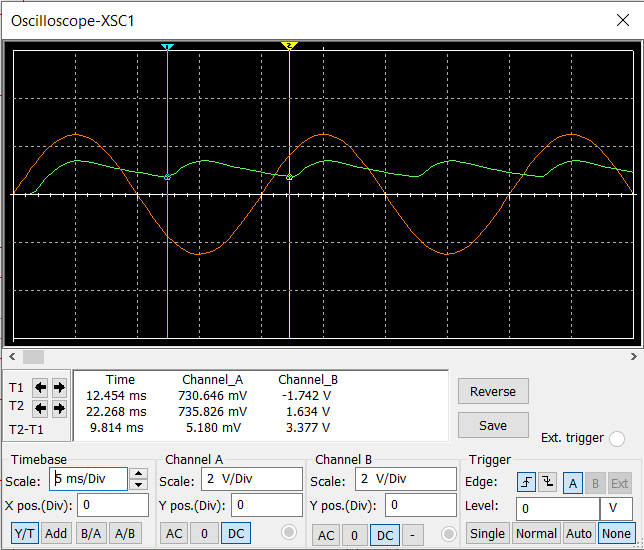 Oscilloscope-XSC1
1 2
Time Channel_A Channel_B
T1 12.454 ms 730.646 mV -1.742 V
T2 22.268 ms 735.826 mV 1.634 V
T2-T1 9.814 ms 5.180 mV 3.377 V
Reverse
Save
Ext. trigger
Timebase Channel A Channel B Trigger
Scale: 5 ms/Div Scale: 2 V/Div Scale: 2 V/Div Edge: A B Ext
X pos.(Div): 0 Y pos.(Div): 0 Y pos.(Div): 0 Level: 0 V
Y/T Add B/A A/B AC 0 DC AC 0 DC - Single Normal Auto None